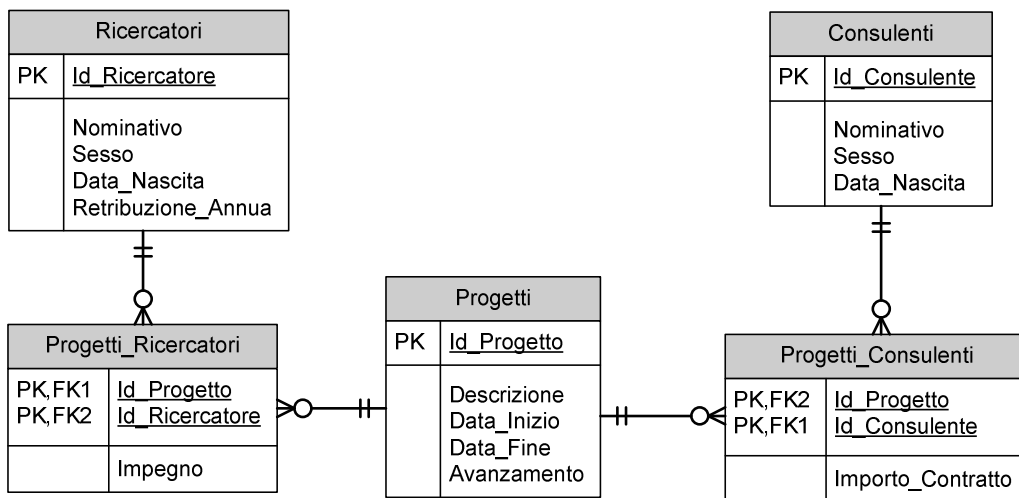 Ricercatori
PK Id_Ricercatore
Nominativo
Sesso
Data_Nascita
Retribuzione_Annua
Consulenti
PK Id_Consulente
Nominativo
Sesso
Data_Nascita
Progetti_Ricercatori
PK,FK1 Id_Progetto
PK,FK2 Id_Ricercatore
Impegno
Progetti
PK Id_Progetto
Descrizione
Data_Inizio
Data_Fine
Avanzamento
Progetti_Consulenti
PK,FK2 Id_Progetto
PK,FK1 Id_Consulente
Importo_Contratto